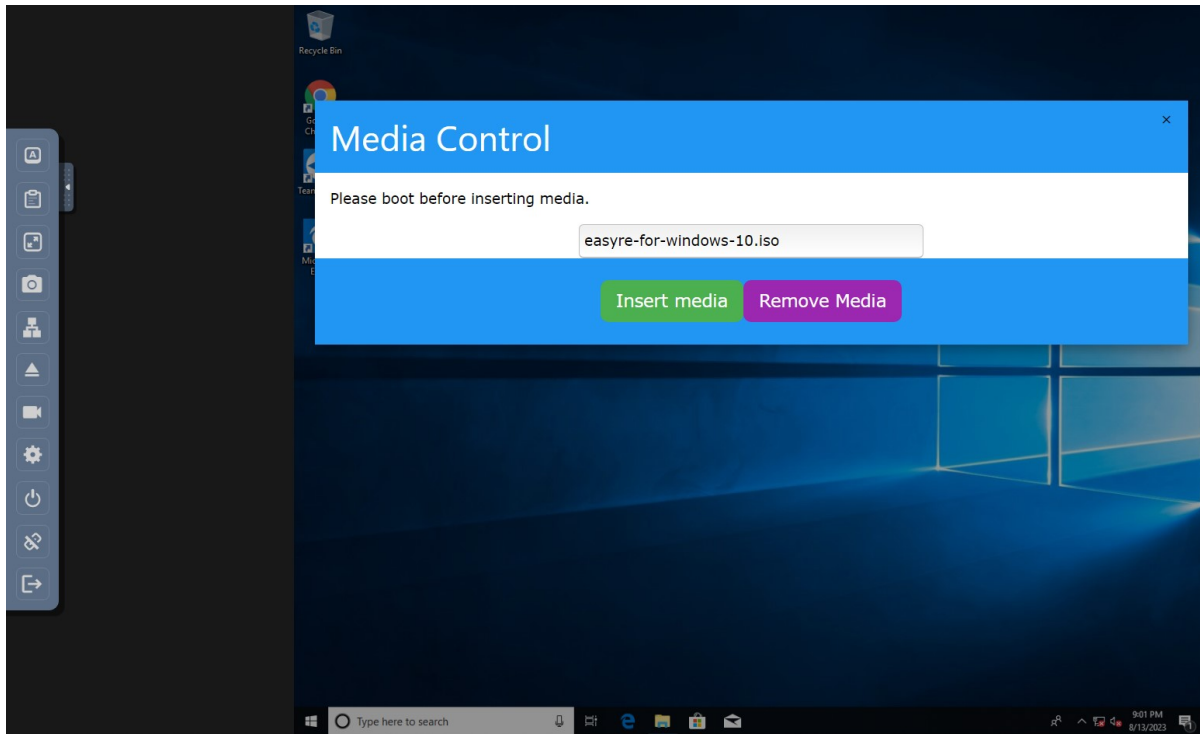 Recycle Bin
Media Control
×
Please boot before inserting media.
easyre-for-windows-10.iso
Insert media
Remove Media
Type here to search
9:01 PM
8/13/2023